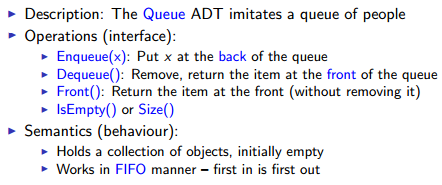 ▶ Description: The Queue ADT imitates a queue of people
▶ Operations (interface):
▶ Enqueue(x): Put x at the back of the queue
▶ Dequeue(): Remove, return the item at the front of the queue
▶ Front(): Return the item at the front (without removing it)
▶ IsEmpty() or Size()
▶ Semantics (behaviour):
▶ Holds a collection of objects, initially empty
▶ Works in FIFO manner – first in is first out